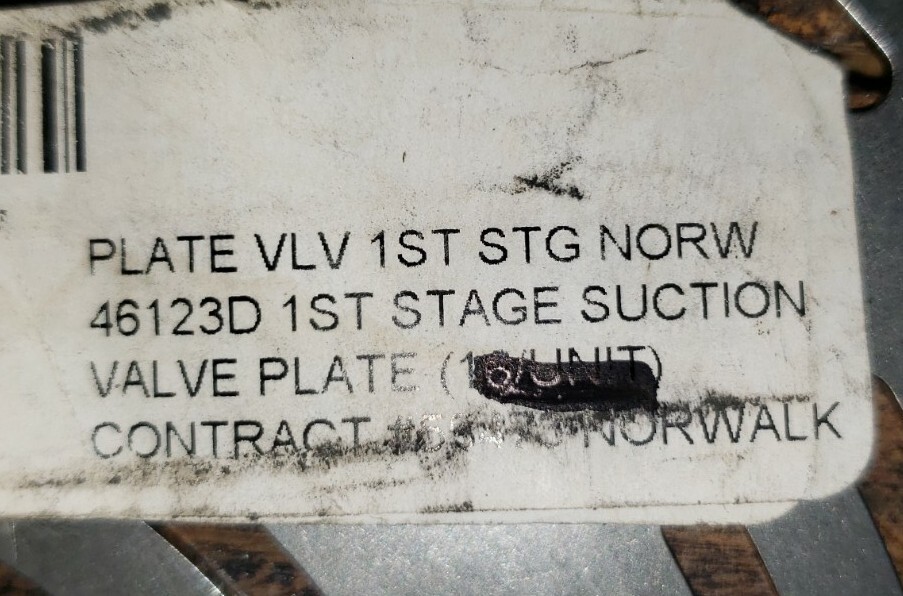 PLATE VLV 1ST STG NORW
46123D 1ST STAGE SUCTION
VALVE PLATE
CONTRACT NORWALK